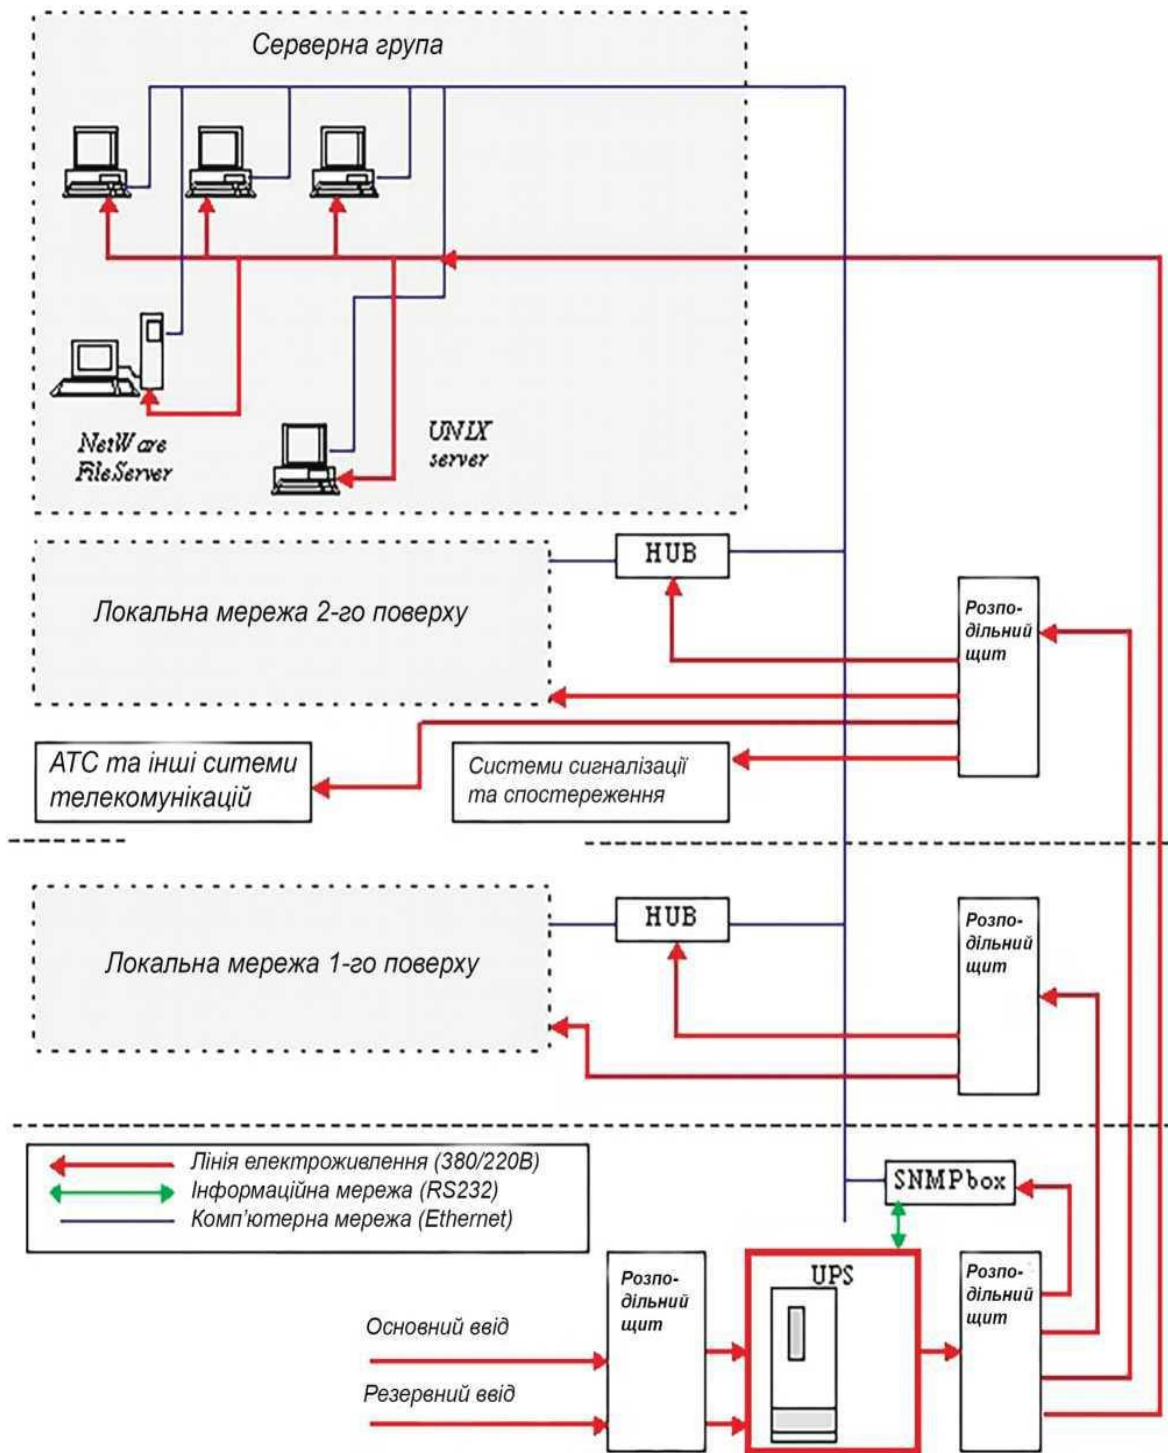 Серверна група
NetWare
FileServer
UNIX
server
HUB
Локальна мережа 2-го поверху
Розпо-
дільний
щит
АТС та інші ситеми
телекомунікацій
Системи сигналізації
та спостереження
HUB
Локальна мережа 1-го поверху
Розпо-
дільний
щит
Лінія електроживлення (380/220В)
Інформаційна мережа (RS232)
Комп'ютерна мережа (Ethernet)
SNMPbox
Розпо-
дільний
щит
UPS
Розпо-
дільний
щит
Основний ввід
Резервний ввід